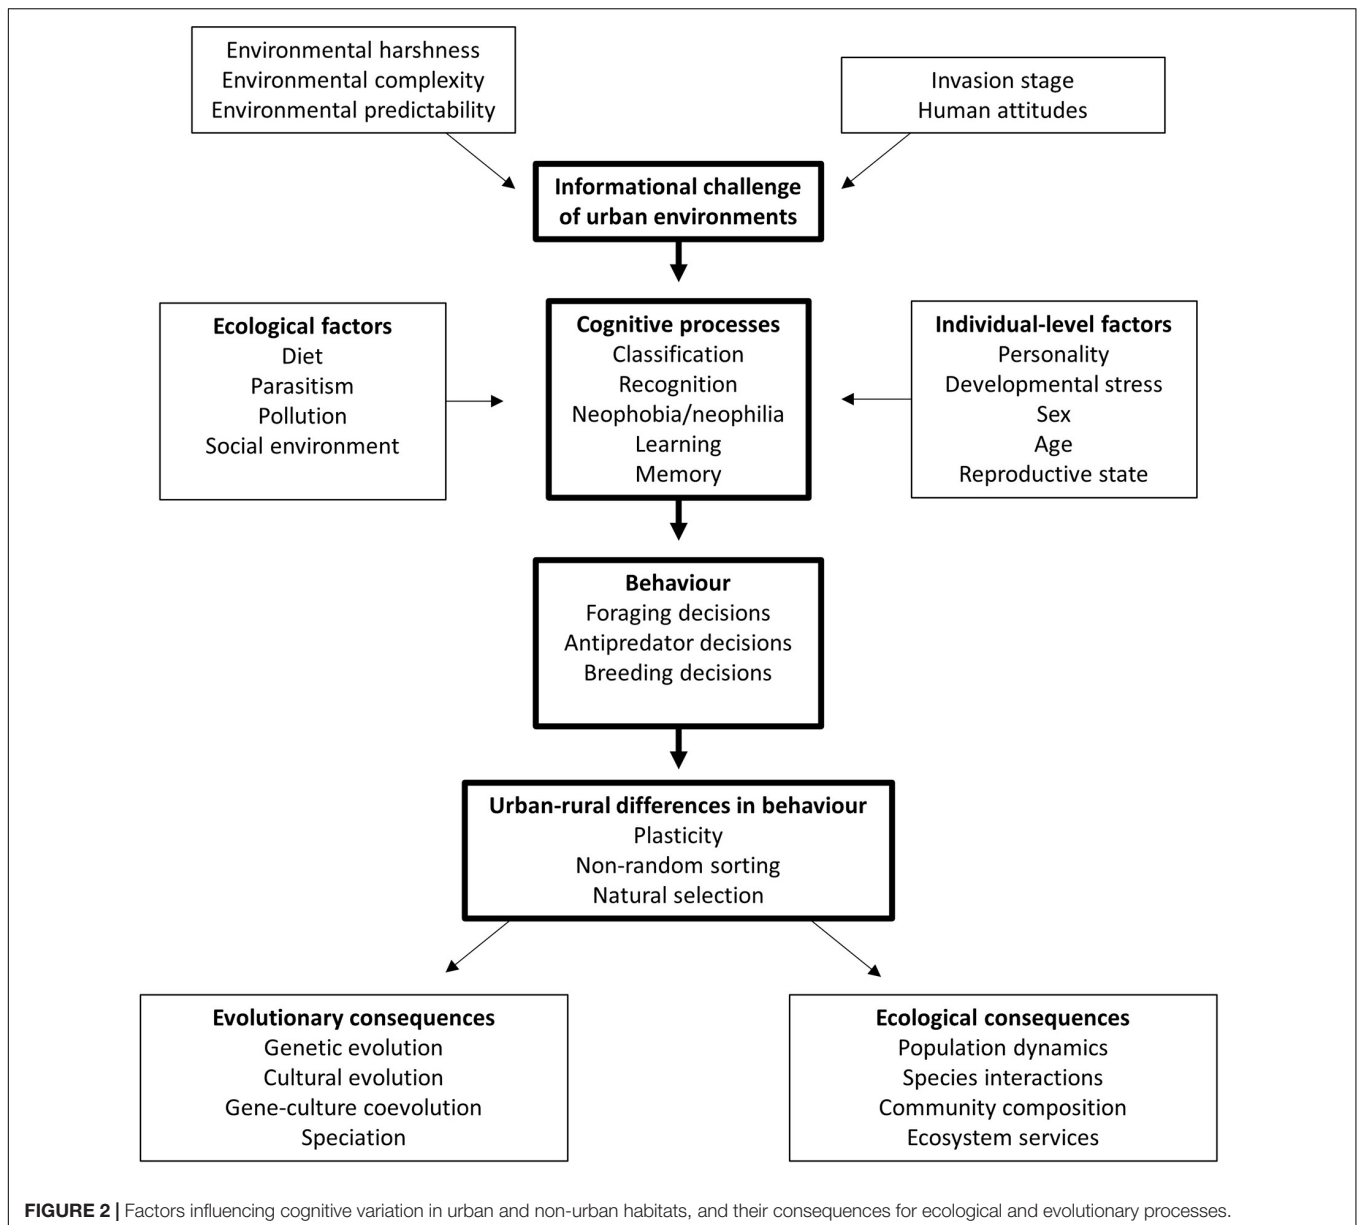 Environmental harshness
Environmental complexity
Environmental predictability
Invasion stage
Human attitudes
Informational challenge
of urban environments
Ecological factors
Diet
Parasitism
Pollution
Social environment
Cognitive processes
Classification
Recognition
Neophobia/neophilia
Learning
Memory
Individual-level factors
Personality
Developmental stress
Sex
Age
Reproductive state
Behaviour
Foraging decisions
Antipredator decisions
Breeding decisions
Urban-rural differences in behaviour
Plasticity
Non-random sorting
Natural selection
Evolutionary consequences
Genetic evolution
Cultural evolution
Gene-culture coevolution
Speciation
Ecological consequences
Population dynamics
Species interactions
Community composition
Ecosystem services
FIGURE 2 | Factors influencing cognitive variation in urban and non-urban habitats, and their consequences for ecological and evolutionary processes.